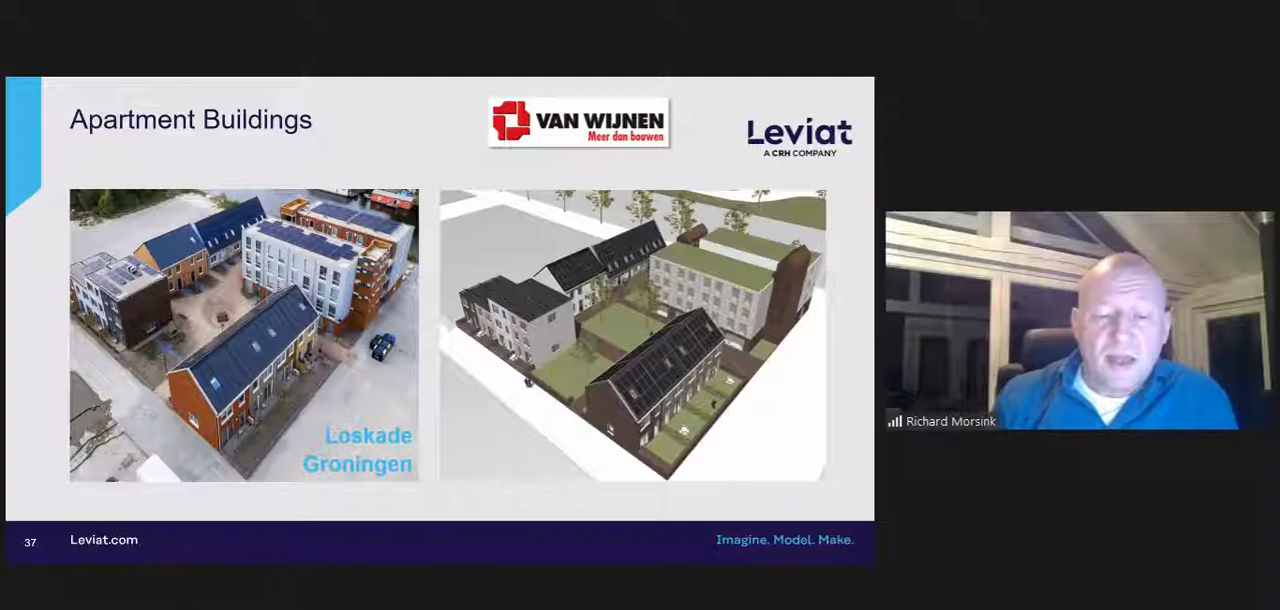 Apartment Buildings
VAN WIJNEN
Meer dan bouwen
Leviat
A CRH COMPANY
Loskade
Groningen
Richard Morsink
37
Leviat.com
Imagine. Model. Make.